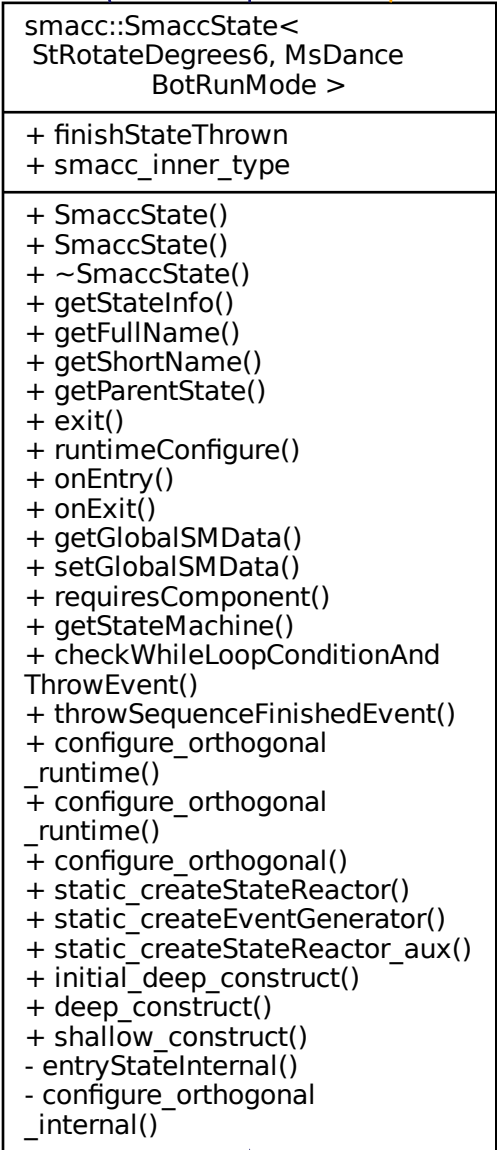 smacc::SmaccState<
StRotateDegrees6, MsDance
BotRunMode >
+ finishStateThrown
+ smacc_inner_type
+ SmaccState()
+ SmaccState()
+ ~SmaccState()
+ getStateInfo()
+ getFullName()
+ getShortName()
+ getParentState()
+ exit()
+ runtimeConfigure()
+ onEntry()
+ onExit()
+ getGlobalSMData()
+ setGlobalSMData()
+ requiresComponent()
+ getStateMachine()
+ checkWhileLoopConditionAnd
ThrowEvent()
+ throwSequenceFinishedEvent()
+ configure_orthogonal
_runtime()
+ configure_orthogonal
_runtime()
+ configure_orthogonal()
+ static_createStateReactor()
+ static_createEventGenerator()
+ static_createStateReactor_aux()
+ initial_deep_construct()
+ deep_construct()
+ shallow_construct()
- entryStateInternal()
- configure_orthogonal
_internal()